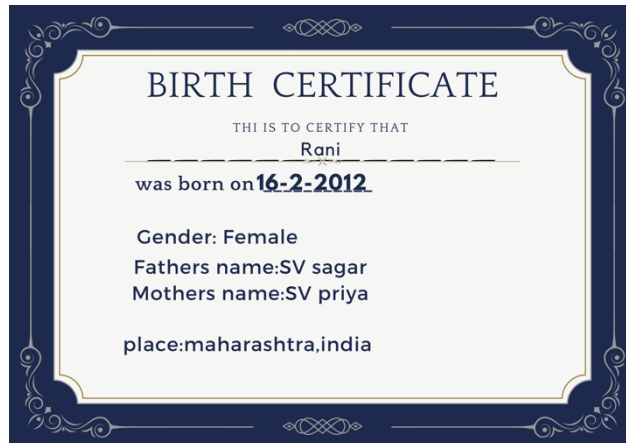 BIRTH CERTIFICATE
THI IS TO CERTIFY THAT
Rani
was born on 16-2-2012
Gender: Female
Fathers name:SV sagar
Mothers name:SV priya
place:maharashtra,india